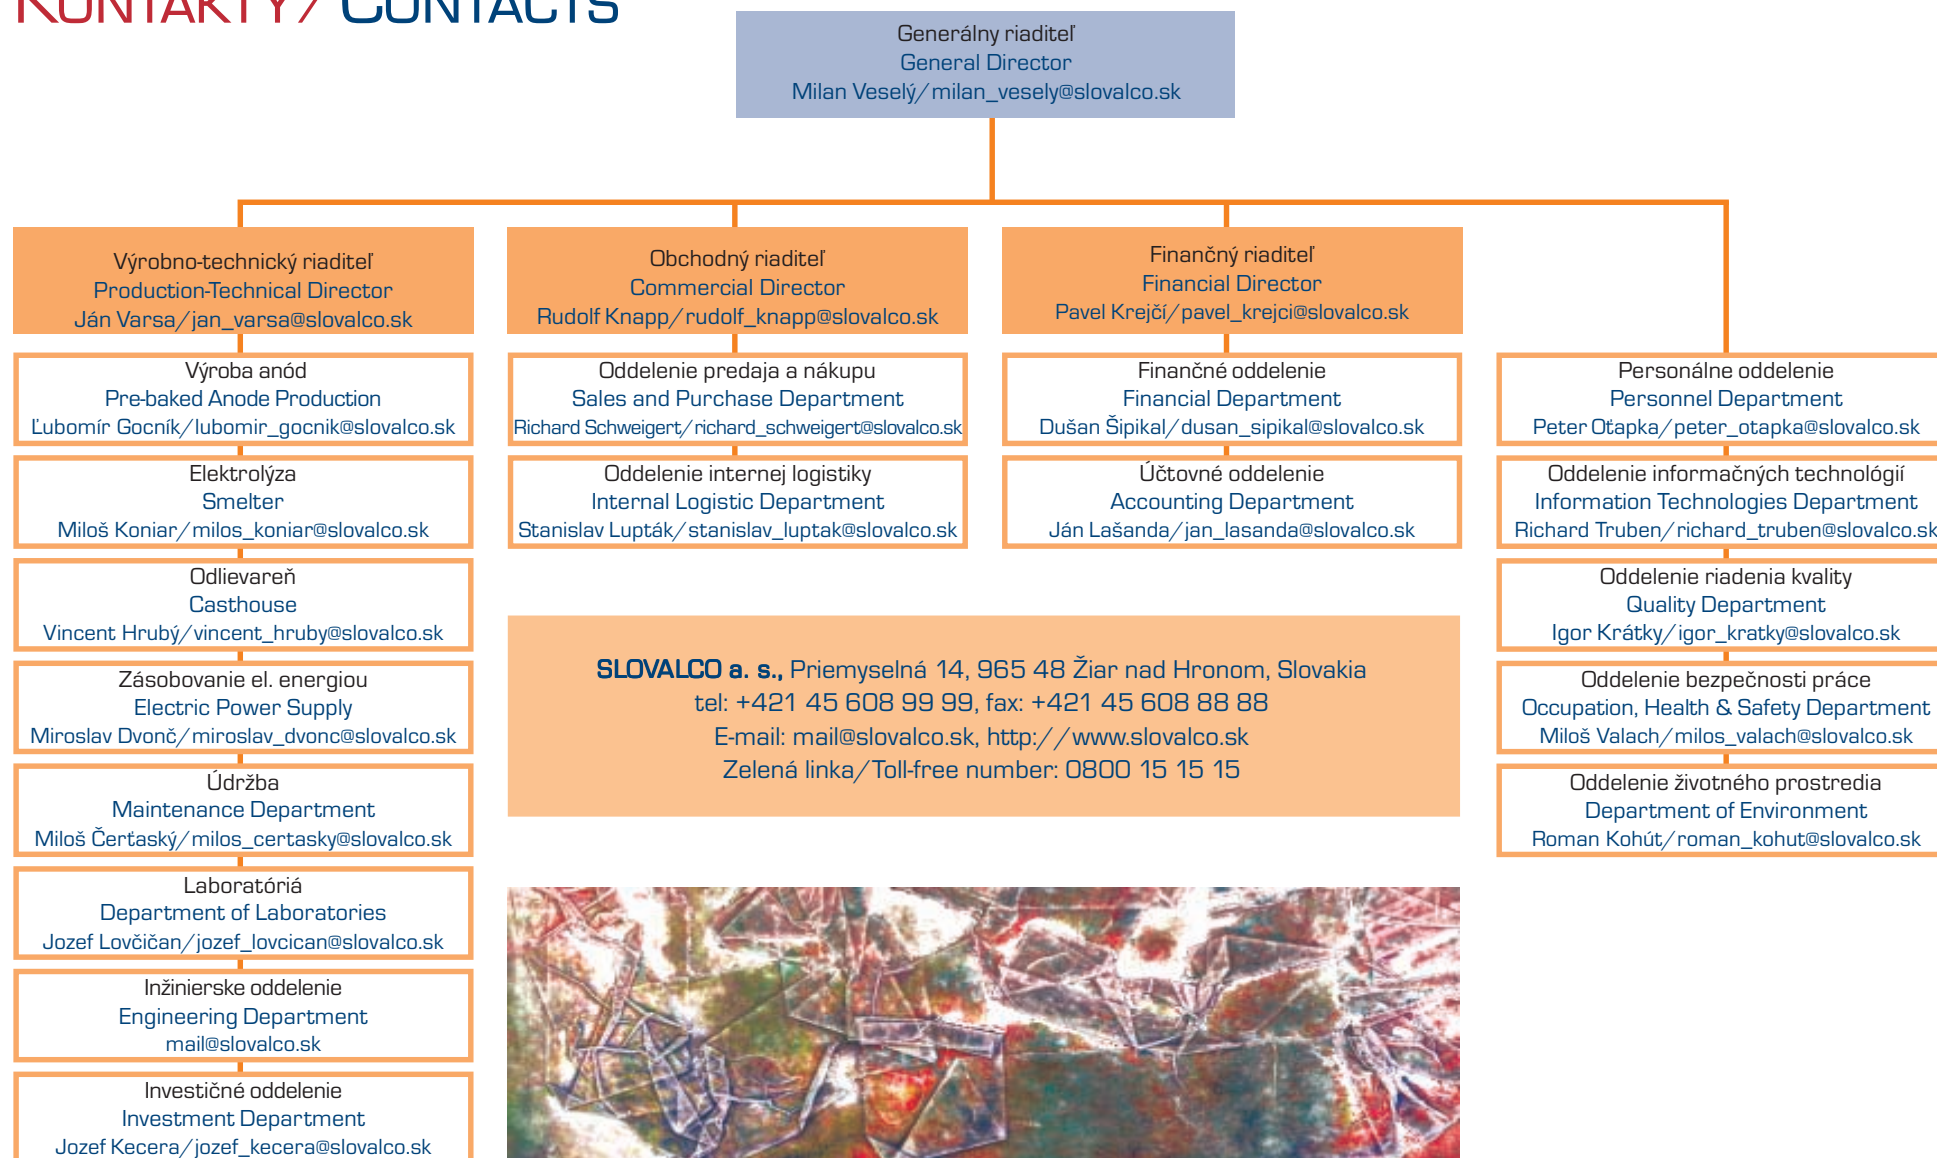 KONTAKTY/CONTACTS
Generálny riaditeľ
General Director
Milan Veselý/milan_vesely@slovalco.sk
Výrobno-technický riaditeľ
Production-Technical Director
Ján Varsa/jan_varsa@slovalco.sk
Obchodný riaditeľ
Commercial Director
Rudolf Knapp/rudolf_knapp@slovalco.sk
Finančný riaditeľ
Financial Director
Pavel Krejčí/pavel_krejci@slovalco.sk
Výroba anód
Pre-baked Anode Production
Ľubomír Gocník/lubomir_gocnik@slovalco.sk
Elektrolýza
Smelter
Miloš Koniar/milos_koniar@slovalco.sk
Odlievareň
Casthouse
Vincent Hrubý/vincent_hruby@slovalco.sk
Zásobovanie el. energiou
Electric Power Supply
Miroslav Dvonč/miroslav_dvonc@slovalco.sk
Údržba
Maintenance Department
Miloš Čerťaský/milos_certasky@slovalco.sk
Laboratóriá
Department of Laboratories
Jozef Lovčičan/jozef_lovcican@slovalco.sk
Inžinierske oddelenie
Engineering Department
mail@slovalco.sk
Investičné oddelenie
Investment Department
Jozef Kecera/jozef_kecera@slovalco.sk
Oddelenie predaja a nákupu
Sales and Purchase Department
Richard Schweigert/richard_schweigert@slovalco.sk
Oddelenie internej logistiky
Internal Logistic Department
Stanislav Lupták/stanislav_luptak@slovalco.sk
Finančné oddelenie
Financial Department
Dušan Šipikal/dusan_sipikal@slovalco.sk
Účtovné oddelenie
Accounting Department
Ján Lašanda/jan_lasanda@slovalco.sk
Personálne oddelenie
Personnel Department
Peter Oťapka/peter_otapka@slovalco.sk
Oddelenie informačných technológií
Information Technologies Department
Richard Truben/richard_truben@slovalco.sk
Oddelenie riadenia kvality
Quality Department
Igor Krátky/igor_kratky@slovalco.sk
Oddelenie bezpečnosti práce
Occupation, Health & Safety Department
Miloš Valach/milos_valach@slovalco.sk
Oddelenie životného prostredia
Department of Environment
Roman Kohút/roman_kohut@slovalco.sk
SLOVALCO a. s., Priemyselná 14, 965 48 Žiar nad Hronom, Slovakia
tel: +421 45 608 99 99, fax: +421 45 608 88 88
E-mail: mail@slovalco.sk, http://www.slovalco.sk
Zelená linka/Toll-free number: 0800 15 15 15